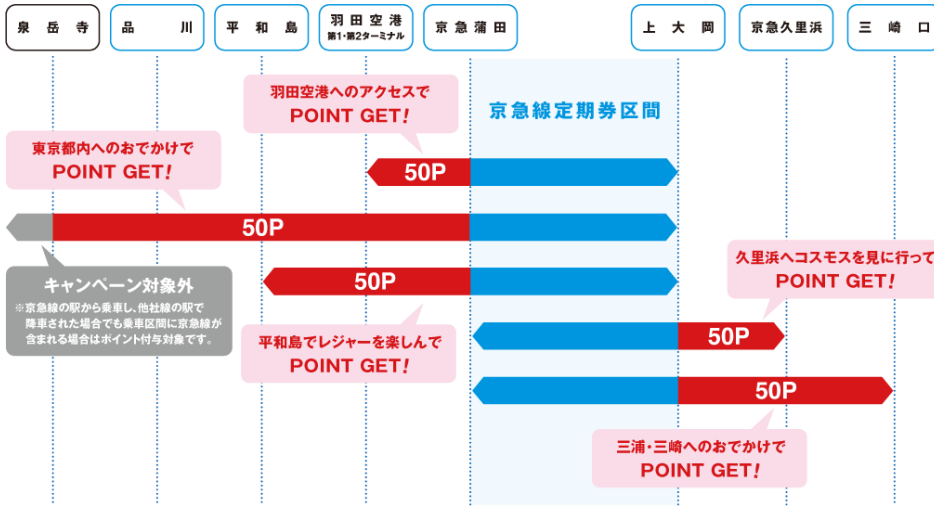 泉岳寺
品川
平和島
羽田空港
第1・第2ターミナル
京急蒲田
上大岡
京急久里浜
三崎口
羽田空港へのアクセスで
POINT GET!
京急線定期券区間
東京都内へのおでかけで
POINT GET!
50P
50P
キャンペーン対象外
※京急線の駅から乗車し、他社線の駅で
降車された場合でも乗車区間に京急線が
含まれる場合はポイント付与対象です。
久里浜へコスモスを見に行って
POINT GET!
平和島でレジャーを楽しんで
POINT GET!
50P
50P
三浦・三崎へのおでかけで
POINT GET!